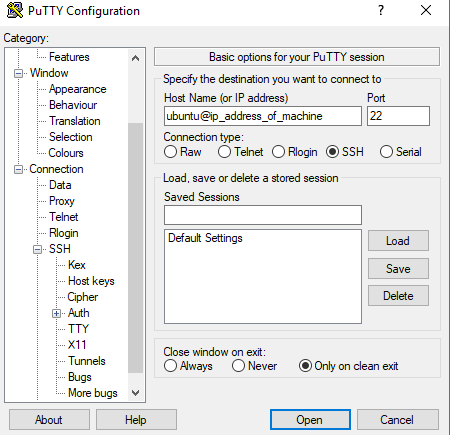 PuTTY Configuration
?
Category:
Features
Window
Appearance
Behaviour
Translation
Selection
Colours
Connection
Data
Proxy
Telnet
Rlogin
SSH
Kex
Host keys
Cipher
Auth
TTY
X11
Tunnels
Bugs
More bugs
Basic options for your PuTTY session
Specify the destination you want to connect to
Host Name (or IP address) Port
ubuntu@ip_address_of_machine 22
Connection type:
Raw Telnet Rlogin SSH Serial
Load, save or delete a stored session
Saved Sessions
Default Settings
Load
Save
Delete
Close window on exit:
Always Never Only on clean exit
About Help Open Cancel